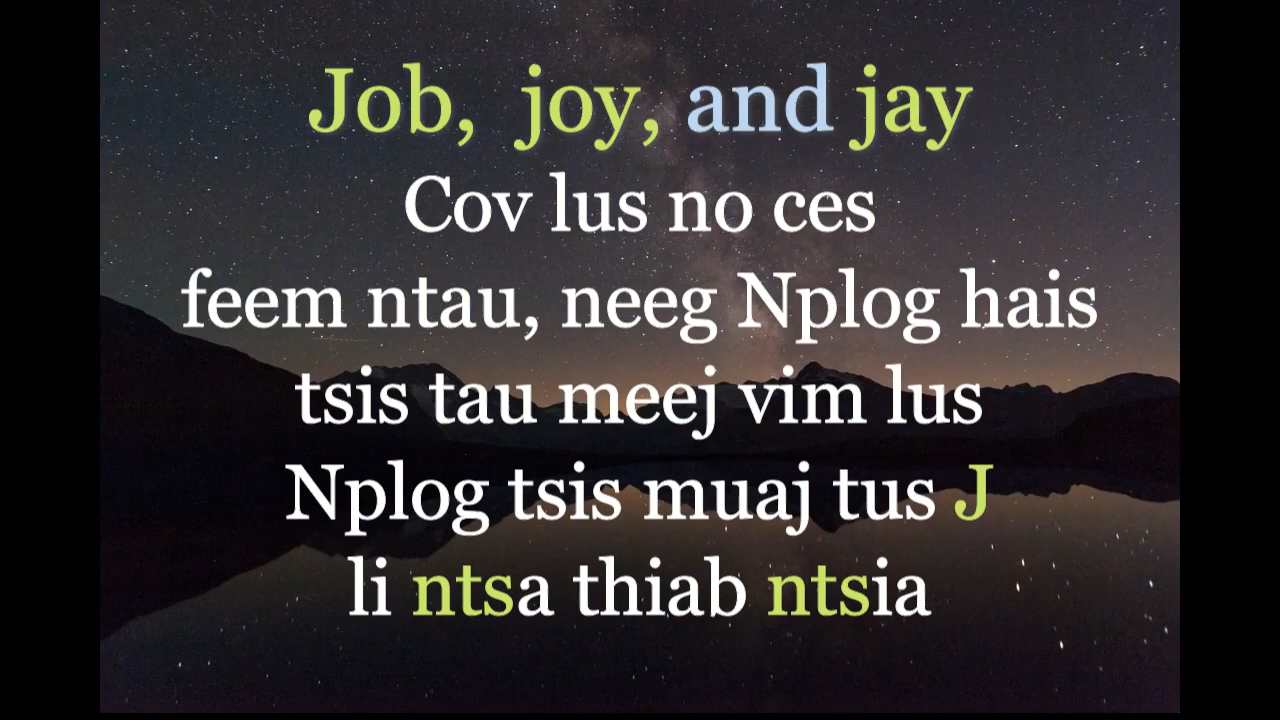 Job, joy, and jay
Cov lus no ces
feem ntau, neeg Nplog hais
tsis tau meej vim lus
Nplog tsis muaj tus J
li ntsa thiab ntsia